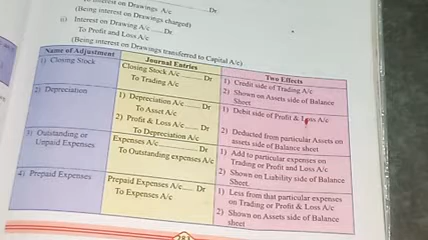 Interest on Drawings A/c
Dr
(Being interest on Drawings charged)
i) Interest on Drawing A/c ..... Dr
To Profit and Loss A/c
(Being interest on Drawings transferred to Capital A/c)
Name of Adjustment Journal Entries Two Effects
1) Closing Stock
Closing Stock A/c ...... Dr
To Trading A/c
1) Credit side of Trading A/c
2) Shown on Assets side of Balance
Sheet
2) Depreciation
1) Depreciation A/c ..... Dr
To Asset A/c
2) Profit & Loss A/c ..... Dr
To Depreciation A/c
1) Debit side of Profit & Loss A/c
2) Deducted from particular Assets on
assets side of Balance sheet
3) Outstanding or
Unpaid Expenses
Expenses A/c..... Dr
To Outstanding expenses A/c
1) Add to particular expenses on
Trading or Profit and Loss A/c
2) Shown on Liability side of Balance
Sheet.
4) Prepaid Expenses
Prepaid Expenses A/c..... Dr
To Expenses A/c
1) Less from that particular expenses
on Trading or Profit & Loss A/c
2) Shown on Assets side of Balance
sheet
283